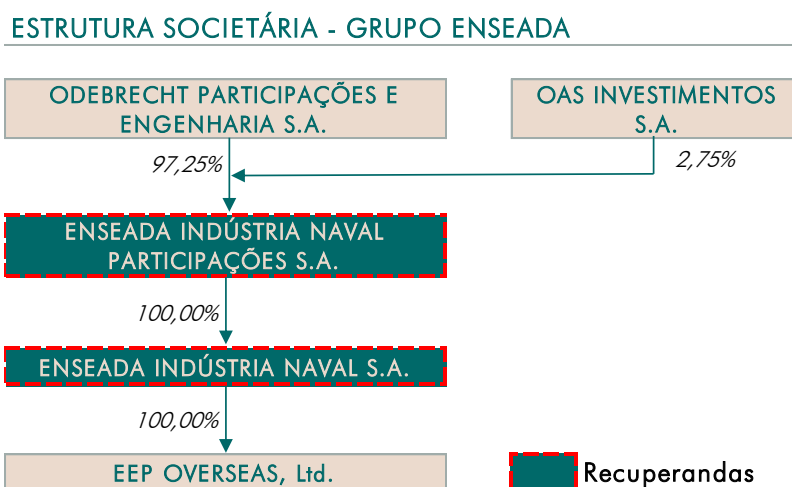 ESTRUTURA SOCIETÁRIA - GRUPO ENSEADA
ODEBRECHT PARTICIPAÇÕES E
ENGENHARIA S.A.
OAS INVESTIMENTOS
S.A.
97,25%
2,75%
ENSEADA INDÚSTRIA NAVAL
PARTICIPAÇÕES S.A.
100,00%
ENSEADA INDÚSTRIA NAVAL S.A.
100,00%
EEP OVERSEAS, Ltd.
Recuperandas